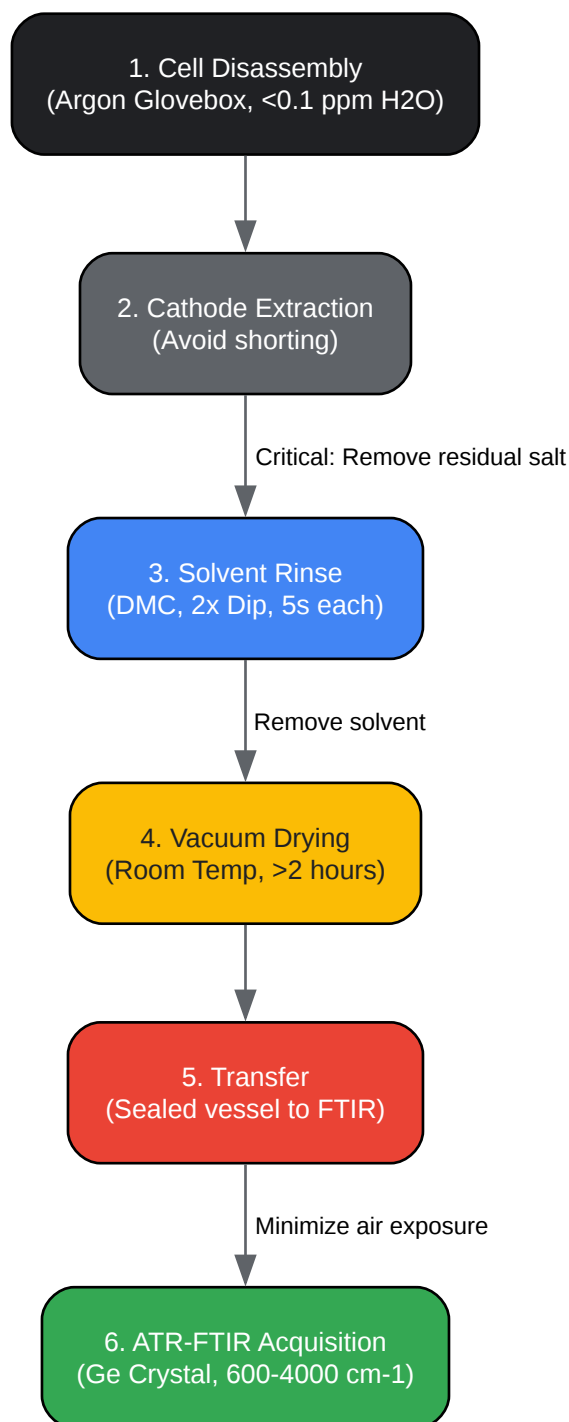 1. Cell Disassembly
(Argon Glovebox, <0.1 ppm H2O)
2. Cathode Extraction
(Avoid shorting)
Critical: Remove residual salt
3. Solvent Rinse
(DMC, 2x Dip, 5s each)
Remove solvent
4. Vacuum Drying
(Room Temp, >2 hours)
5. Transfer
(Sealed vessel to FTIR)
Minimize air exposure
6. ATR-FTIR Acquisition
(Ge Crystal, 600-4000 cm-1)